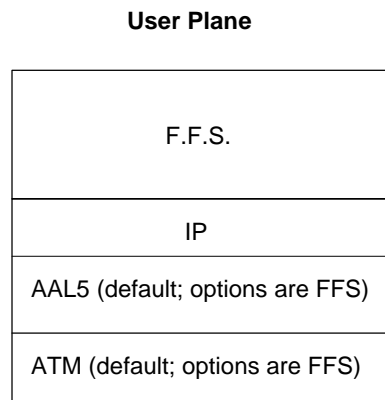 User Plane
F.F.S.
IP
AAL5 (default; options are FFS)
ATM (default; options are FFS)